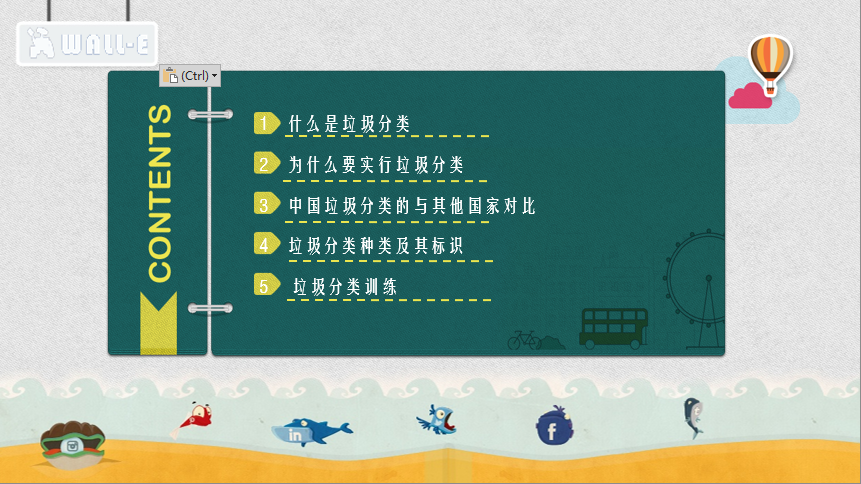 WALL-E
(Ctrl)
CONTENTS
1 什么是垃圾分类
2 为什么要实行垃圾分类
3 中国垃圾分类的与其他国家对比
4 垃圾分类种类及其标识
5 垃圾分类训练
in
f